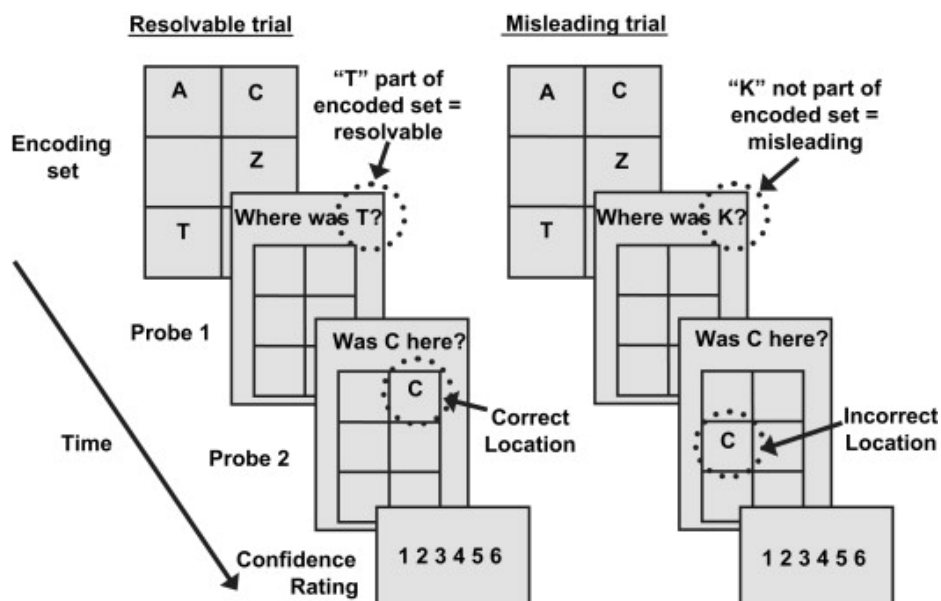 Resolvable trial
Misleading trial
A C
Z
T
Encoding
set
“T” part of
encoded set =
resolvable
A C
Z
T
“K” not part of
encoded set =
misleading
Where was T?
Where was K?
Probe 1
Was C here?
C
Correct
Location
Was C here?
C
Incorrect
Location
Time
Probe 2
Confidence
Rating
1 2 3 4 5 6
1 2 3 4 5 6